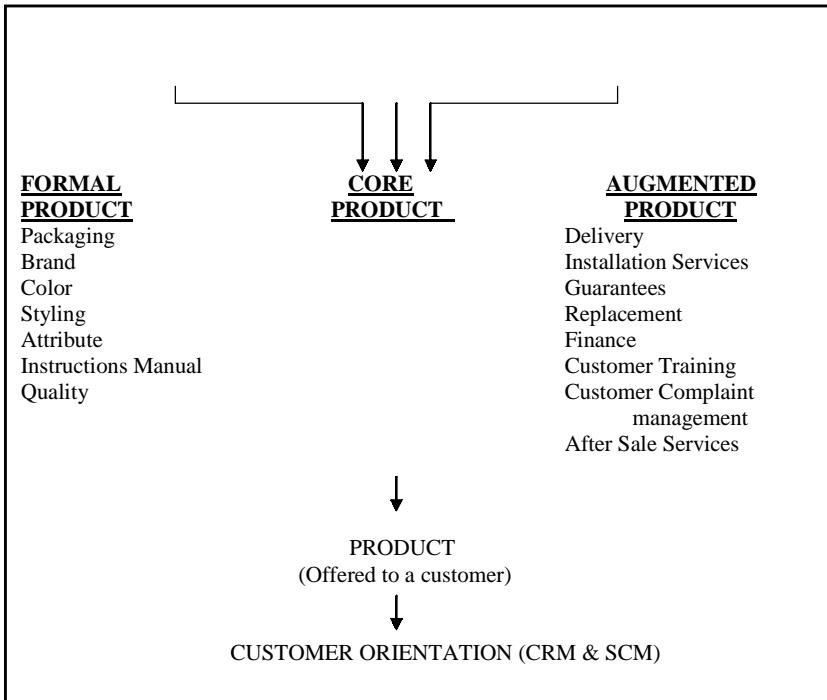 FORMAL
PRODUCT
Packaging
Brand
Color
Styling
Attribute
Instructions Manual
Quality
CORE
PRODUCT
AUGMENTED
PRODUCT
Delivery
Installation Services
Guarantees
Replacement
Finance
Customer Training
Customer Complaint
management
After Sale Services
PRODUCT
(Offered to a customer)
CUSTOMER ORIENTATION (CRM & SCM)